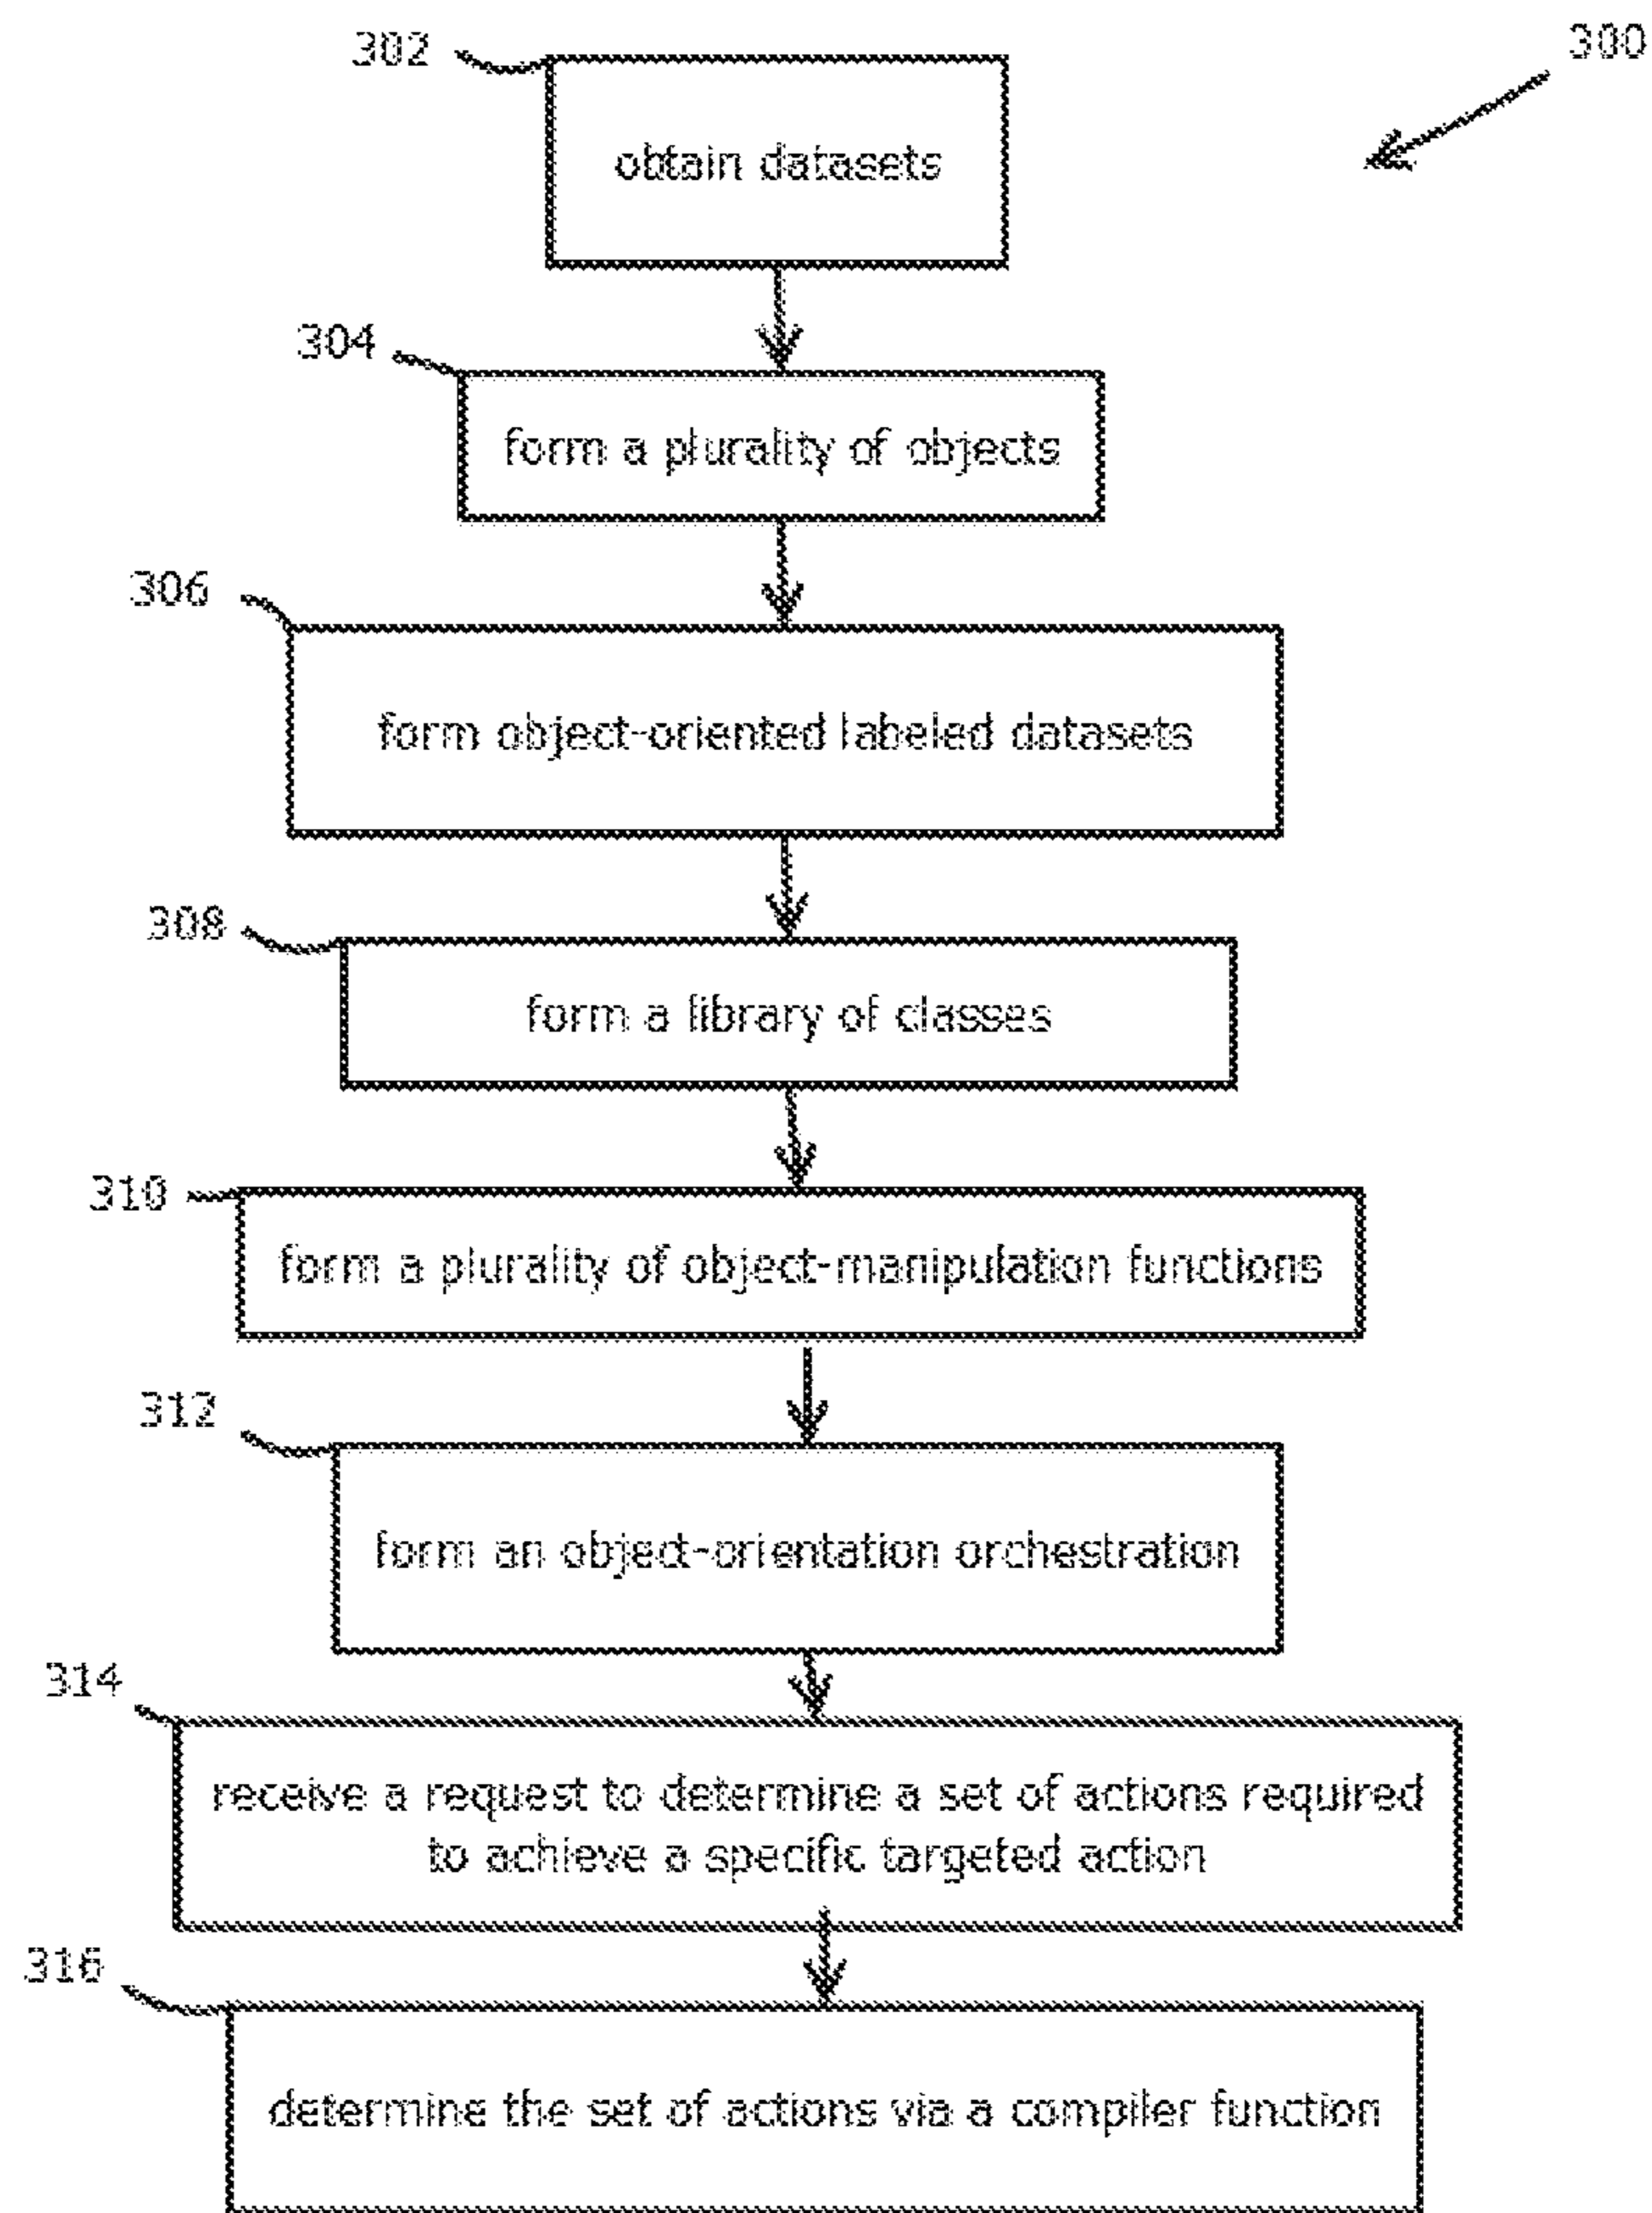 302
300
obtain datasets
304
form a plurality of objects
306
form object-oriented labeled datasets
308
form a library of classes
310
form a plurality of object-manipulation functions
312
form an object-orientation orchestration
314
receive a request to determine a set of actions required
to achieve a specific targeted action
316
determine the set of actions via a compiler function